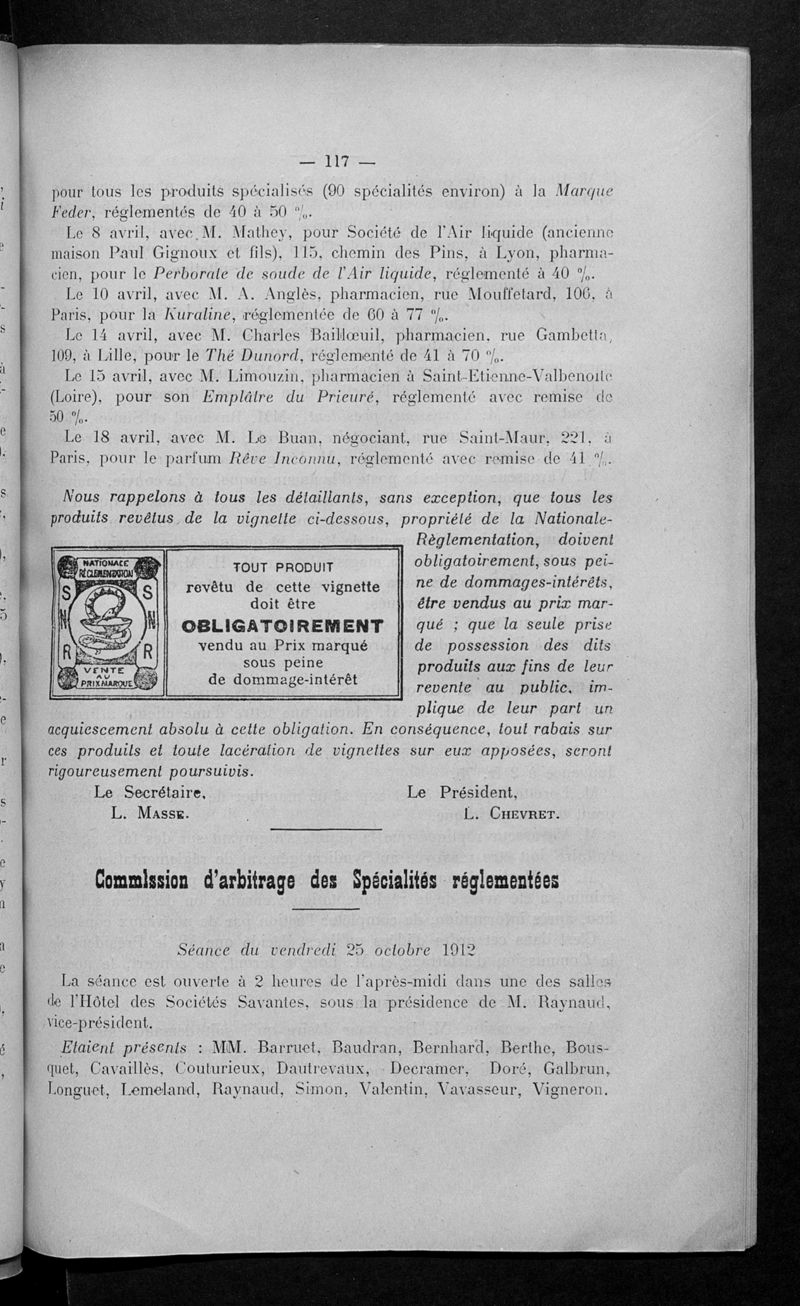 — 117 —
pour tous les produits spécialisés (90 spécialités environ) à la Marque
Feder, réglementés de 40 à 50 %.
Le 8 avril, avec M. Mathey, pour Société de l'Air liquide (ancienne
maison Paul Gignoux et fils), 115, chemin des Pins, à Lyon, pharma-
cien, pour le Perborate de soude de l'Air liquide, réglementé à 40 %.
Le 10 avril, avec M. A. Anglès, pharmacien, rue Mouffetard, 106, à
Paris, pour la Kuraline, réglementée de 60 à 77 %.
Le 14 avril, avec M. Charles Baillœuil, pharmacien, rue Gambetta,
109, à Lille, pour le Thé Dunord, réglementé de 41 à 70 %.
Le 15 avril, avec M. Limouzin, pharmacien à Saint-Etienne-Valbenoite
(Loire), pour son Emplâtre du Prieuré, réglementé avec remise de
50 %.
Le 18 avril, avec M. Le Buan, négociant, rue Saint-Maur, 221, à
Paris, pour le parfum Rêve Inconnu, réglementé avec remise de 41 %.
Nous rappelons à tous les détaillants, sans exception, que tous les
produits revêtus de la vignette ci-dessous, propriété de la Nationale-
Règlementation, doivent
obligatoirement, sous pei-
ne de dommages-intérêts,
être vendus au prix mar-
qué ; que la seule prise
de possession des dits
produits aux fins de leur
revente au public, im-
plique de leur part un
NATIONALE
RÉGLEMENTATION
S S
N N
R R
VENTE
AU
PRIX MARQUÉ
TOUT PRODUIT
revêtu de cette vignette
doit être
OBLIGATOIREMENT
vendu au Prix marqué
sous peine
de dommage-intérêt
acquiescement absolu à cette obligation. En conséquence, tout rabais sur
ces produits et toute lacération de vignettes sur eux apposées, seront
rigoureusement poursuivis.
Le Secrétaire, Le Président,
L. MASSE. L. CHEVRET.
Commission d'arbitrage des Spécialités réglementées
Séance du vendredi 25 octobre 1912
La séance est ouverte à 2 heures de l'après-midi dans une des salles
de l'Hôtel des Sociétés Savantes, sous la présidence de M. Raynaud,
vice-président.
Etaient présents : MM. Barruet, Baudran, Bernhard, Berthe, Bous-
quet, Cavaillès, Couturieux, Dautrevaux, Decramer, Doré, Galbrun,
Longuet, Lemeland, Raynaud, Simon, Valentin, Vavasseur, Vigneron.